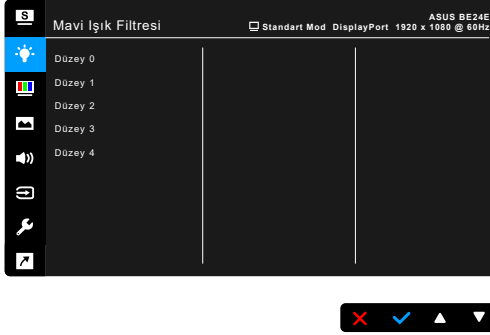 S
ASUS BE24E
Mavi Işık Filtresi
Standart Mod DisplayPort 1920 x 1080 @ 60Hz
Düzey 0
Düzey 1
Düzey 2
Düzey 3
Düzey 4